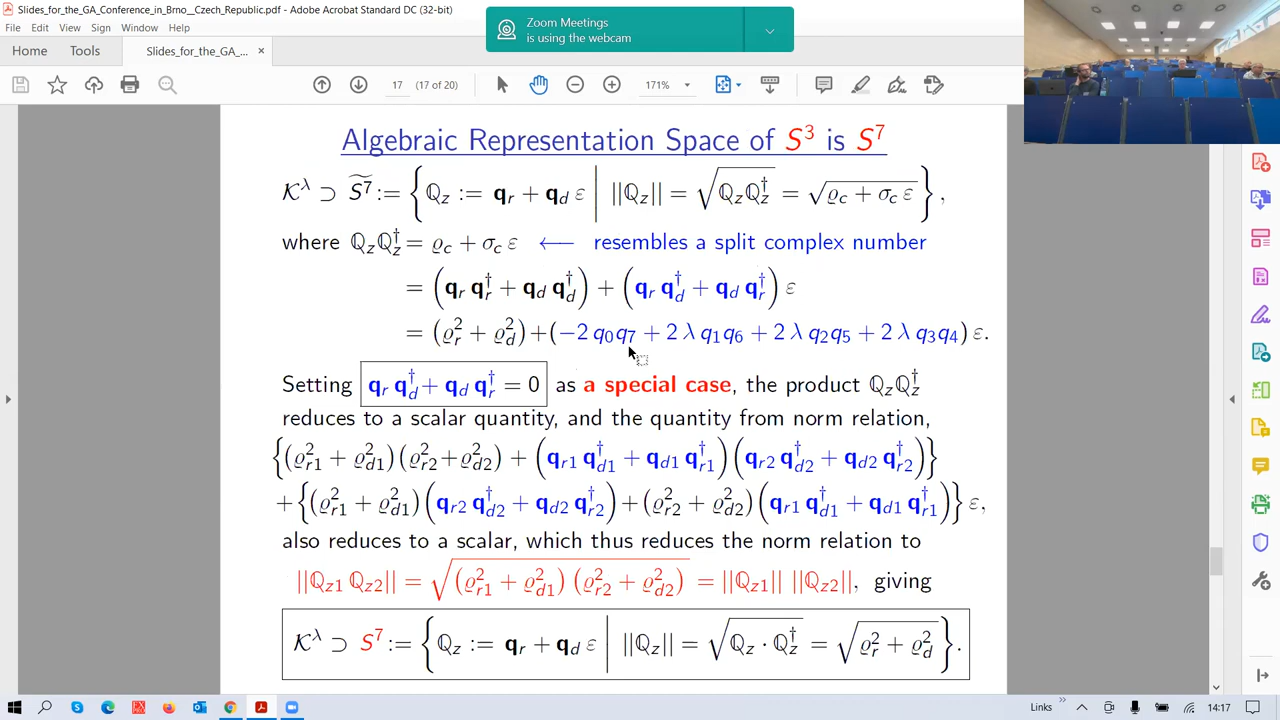 Slides_for_the_GA_Conference_in_Brno__Czech_Republic.pdf - Adobe Acrobat Standard DC (32-bit)
File Edit View Sign Window Help
Zoom Meetings
is using the webcam
Home Tools Slides_for_the_GA_... ×
17 (17 of 20) 171%
Algebraic Representation Space of S³ is S⁷
𝒦^λ ⊃ S̃⁷ := { ℚ_z := q_r + q_d ε | ||ℚ_z|| = √(ℚ_z ℚ_z^†) = √(ϱ_c + σ_c ε) },
where ℚ_z ℚ_z^† = ϱ_c + σ_c ε ⟵ resembles a split complex number
= (q_r q_r^† + q_d q_d^†) + (q_r q_d^† + q_d q_r^†) ε
= (ϱ_r² + ϱ_d²) + (−2 q₀q₇ + 2 λ q₁q₆ + 2 λ q₂q₅ + 2 λ q₃q₄) ε.
Setting q_r q_d^† + q_d q_r^† = 0 as a special case, the product ℚ_z ℚ_z^†
reduces to a scalar quantity, and the quantity from norm relation,
{(ϱ_r1² + ϱ_d1²)(ϱ_r2² + ϱ_d2²) + (q_r1 q_d1^† + q_d1 q_r1^†)(q_r2 q_d2^† + q_d2 q_r2^†)}
+ {(ϱ_r1² + ϱ_d1²)(q_r2 q_d2^† + q_d2 q_r2^†) + (ϱ_r2² + ϱ_d2²)(q_r1 q_d1^† + q_d1 q_r1^†)} ε,
also reduces to a scalar, which thus reduces the norm relation to
||ℚ_z1 ℚ_z2|| = √((ϱ_r1² + ϱ_d1²)(ϱ_r2² + ϱ_d2²)) = ||ℚ_z1|| ||ℚ_z2||, giving
𝒦^λ ⊃ S⁷ := { ℚ_z := q_r + q_d ε | ||ℚ_z|| = √(ℚ_z · ℚ_z^†) = √(ϱ_r² + ϱ_d²) }.
Links 14:17